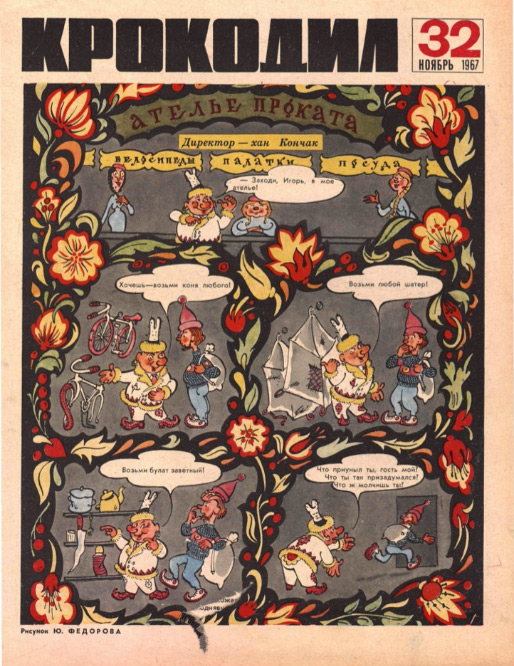 КРОКОДИЛ
32
НОЯБРЬ 1967
АТЕЛЬЕ ПРОКАТА
Директор — хан Кончак
ВЕЛОСИПЕДЫ ПАЛАТКИ ПОСУДА
— Заходи, Игорь, в мое
ателье!
Хочешь—возьми коня любого!
Возьми любой шатер!
Возьми булат заветный!
Что приуныл ты, гость мой?
Что ты так призадумался?
Что ж молчишь ты?
Рисунок Ю. ФЕДОРОВА